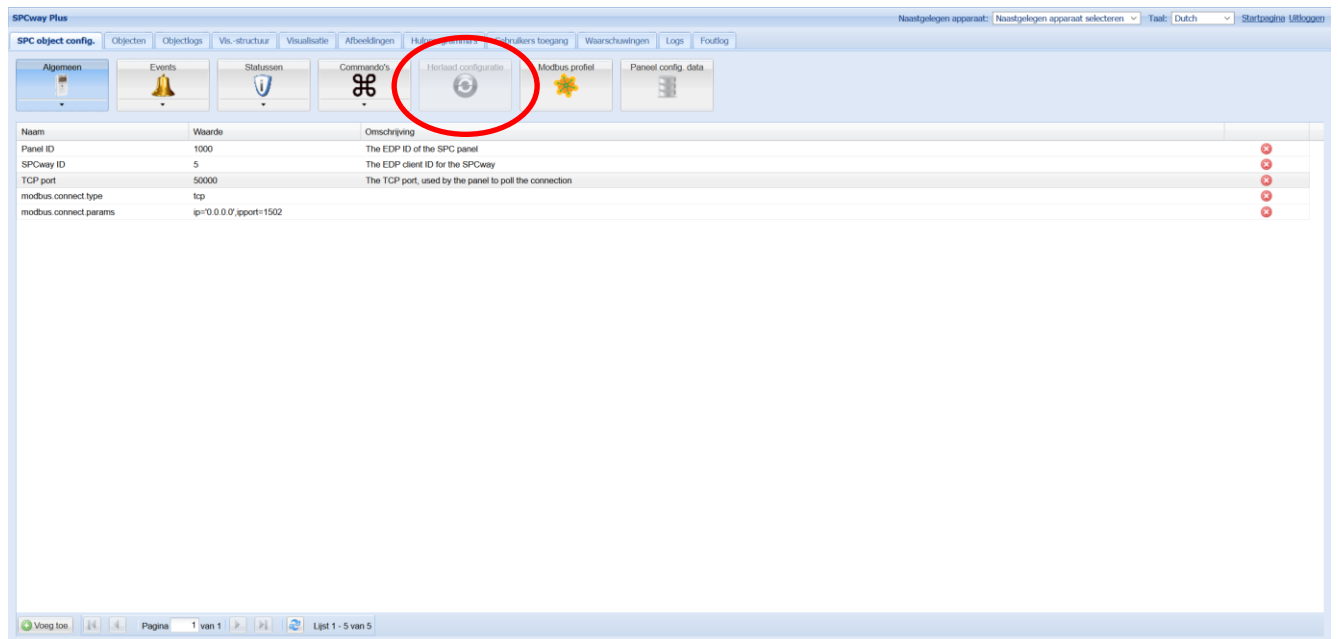 SPCway Plus Naastgelegen apparaat: Naastgelegen apparaat selecteren Taal: Dutch Startpagina Uitloggen
SPC object config. Objecten Objectlogs Vis.-structuur Visualisatie Afbeeldingen Hulpprogramma's Gebruikers toegang Waarschuwingen Logs Foutlog
Algemeen Events Statussen Commando's Herlaad configuratie Modbus profiel Paneel config. data
Naam Waarde Omschrijving
Panel ID 1000 The EDP ID of the SPC panel
SPCway ID 5 The EDP client ID for the SPCway
TCP port 50000 The TCP port, used by the panel to poll the connection
modbus.connect.type tcp
modbus.connect.params ip='0.0.0.0',ipport=1502
Voeg toe Pagina 1 van 1 Lijst 1 - 5 van 5